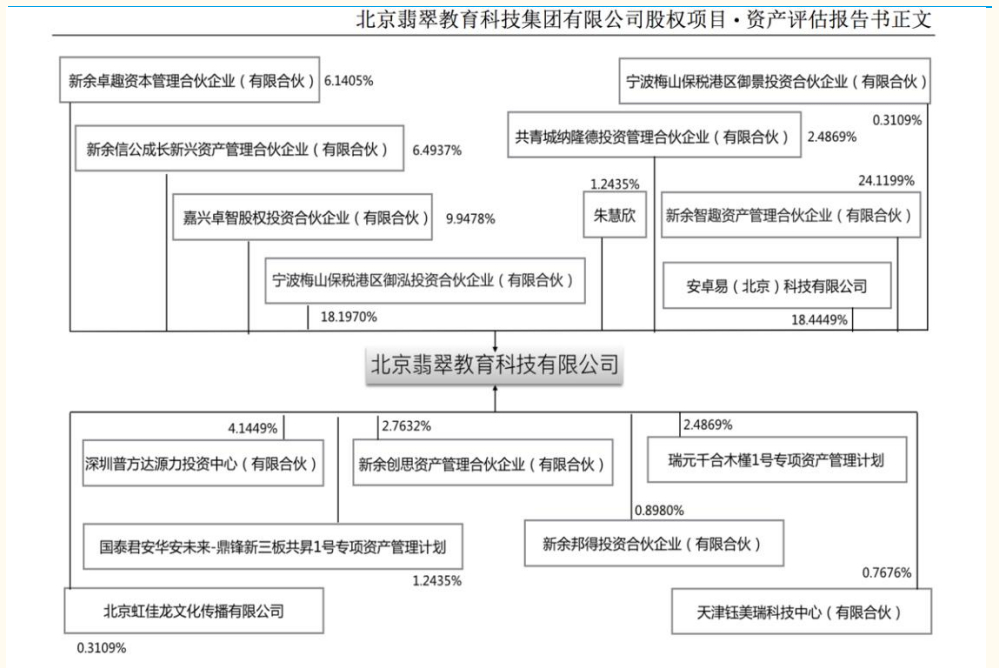 北京翡翠教育科技集团有限公司股权项目·资产评估报告书正文
新余卓趣资本管理合伙企业（有限合伙）
6.1405%
宁波梅山保税港区御景投资合伙企业（有限合伙）
0.3109%
新余信公成长新兴资产管理合伙企业（有限合伙）
6.4937%
共青城纳隆德投资管理合伙企业（有限合伙）
2.4869%
嘉兴卓智股权投资合伙企业（有限合伙）
9.9478%
1.2435%
朱慧欣
24.1199%
新余智趣资产管理合伙企业（有限合伙）
宁波梅山保税港区御泓投资合伙企业（有限合伙）
18.1970%
安卓易（北京）科技有限公司
18.4449%
北京翡翠教育科技有限公司
4.1449%
深圳普方达源力投资中心（有限合伙）
2.7632%
新余创思资产管理合伙企业（有限合伙）
2.4869%
瑞元千合木槿1号专项资产管理计划
国泰君安华安未来-鼎锋新三板共昇1号专项资产管理计划
1.2435%
0.8980%
新余邦得投资合伙企业（有限合伙）
北京虹佳龙文化传播有限公司
0.3109%
0.7676%
天津钰美瑞科技中心（有限合伙）